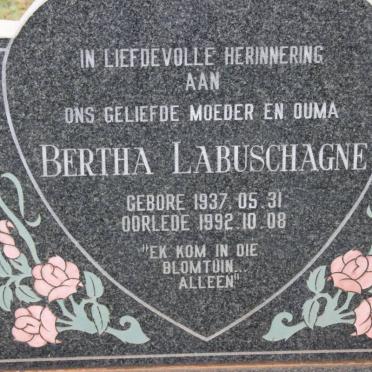 IN LIEFDEVOLLE HERINNERING
AAN
ONS GELIEFDE MOEDER EN OUMA
BERTHA LABUSCHAGNE
GEBORE 1937.05.31
OORLEDE 1992.10.08
"EK KOM IN DIE
BLOMTUIN..
ALLEEN"